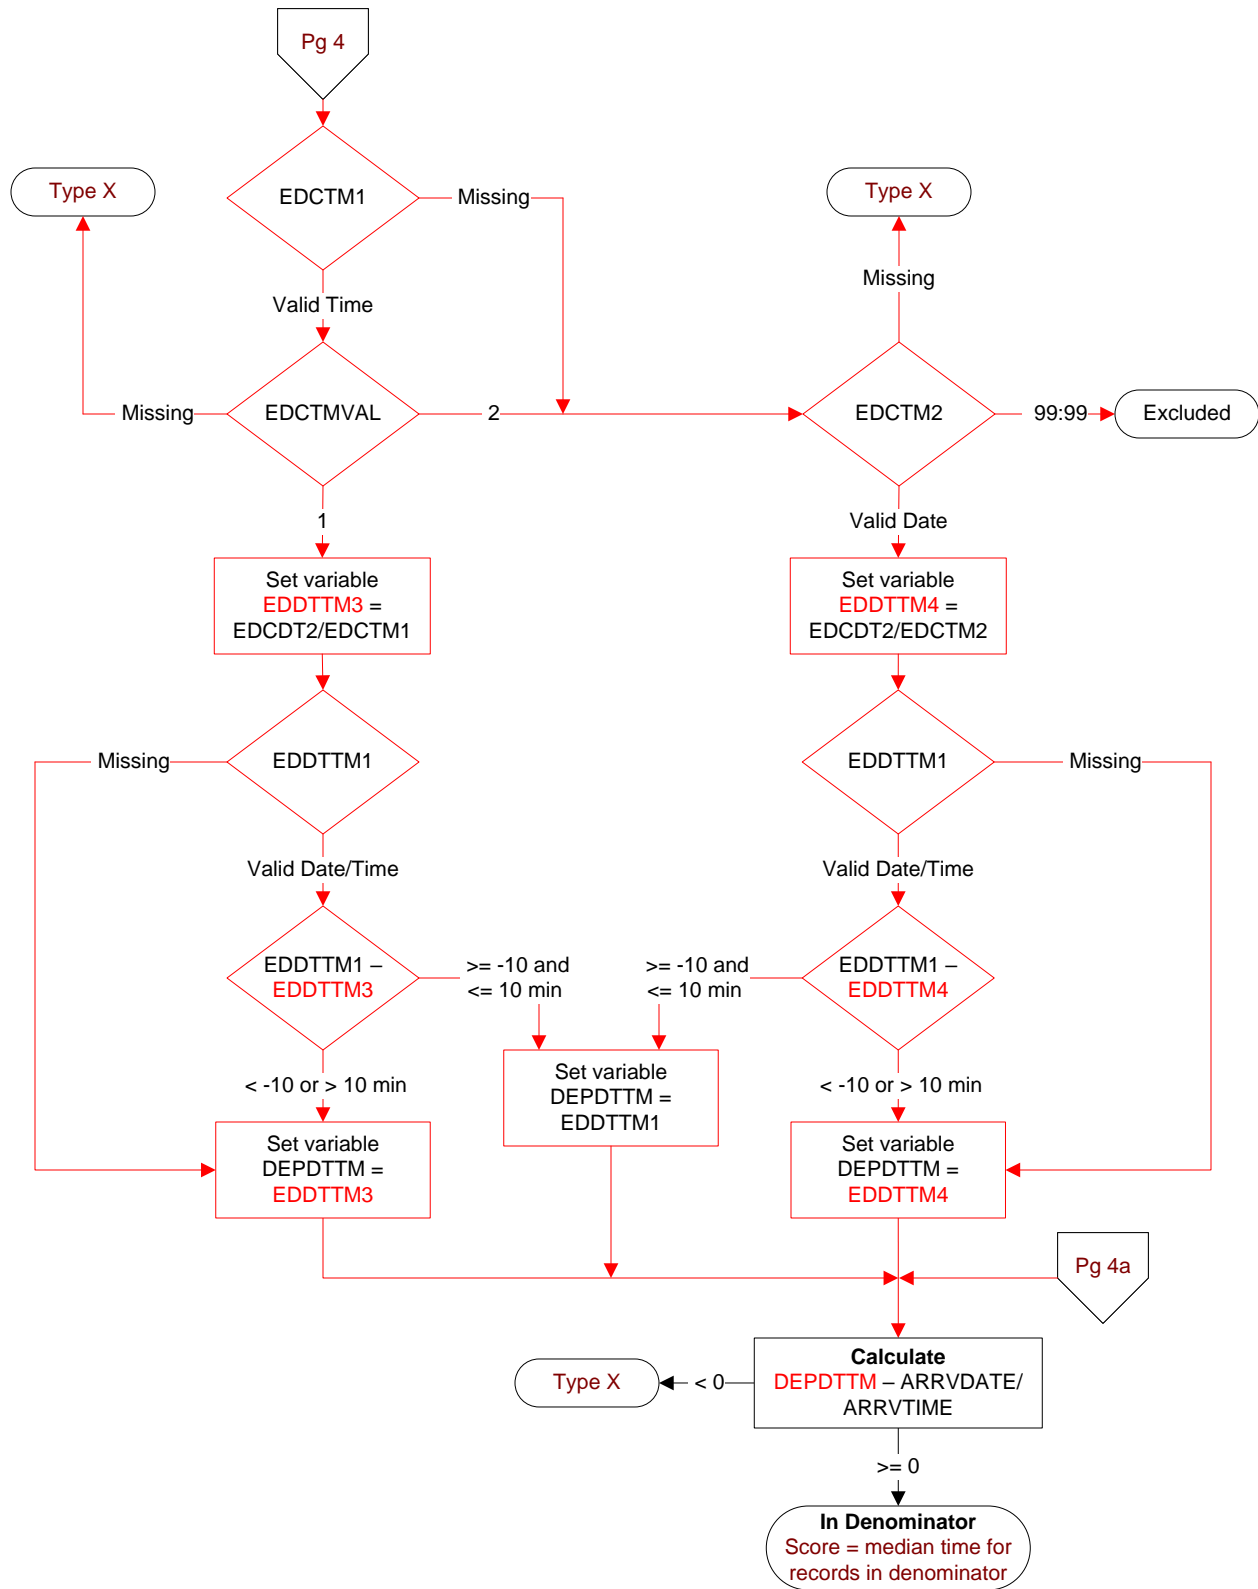 Pg 4
Type X
EDCTM1
Missing
Type X
Missing
Valid Time
Missing
EDCTMVAL
2
EDCTM2
99:99
Excluded
1
Valid Date
Set variable
EDDTTM3 =
EDCDT2/EDCTM1
Set variable
EDDTTM4 =
EDCDT2/EDCTM2
Missing
EDDTTM1
EDDTTM1
Missing
Valid Date/Time
Valid Date/Time
EDDTTM1 –
EDDTTM3
>= -10 and
<= 10 min
>= -10 and
<= 10 min
EDDTTM1 –
EDDTTM4
< -10 or > 10 min
Set variable
DEPDTTM =
EDDTTM1
< -10 or > 10 min
Set variable
DEPDTTM =
EDDTTM3
Set variable
DEPDTTM =
EDDTTM4
Pg 4a
Type X
< 0
Calculate
DEPDTTM – ARRVDATE/
ARRVTIME
>= 0
In Denominator
Score = median time for
records in denominator